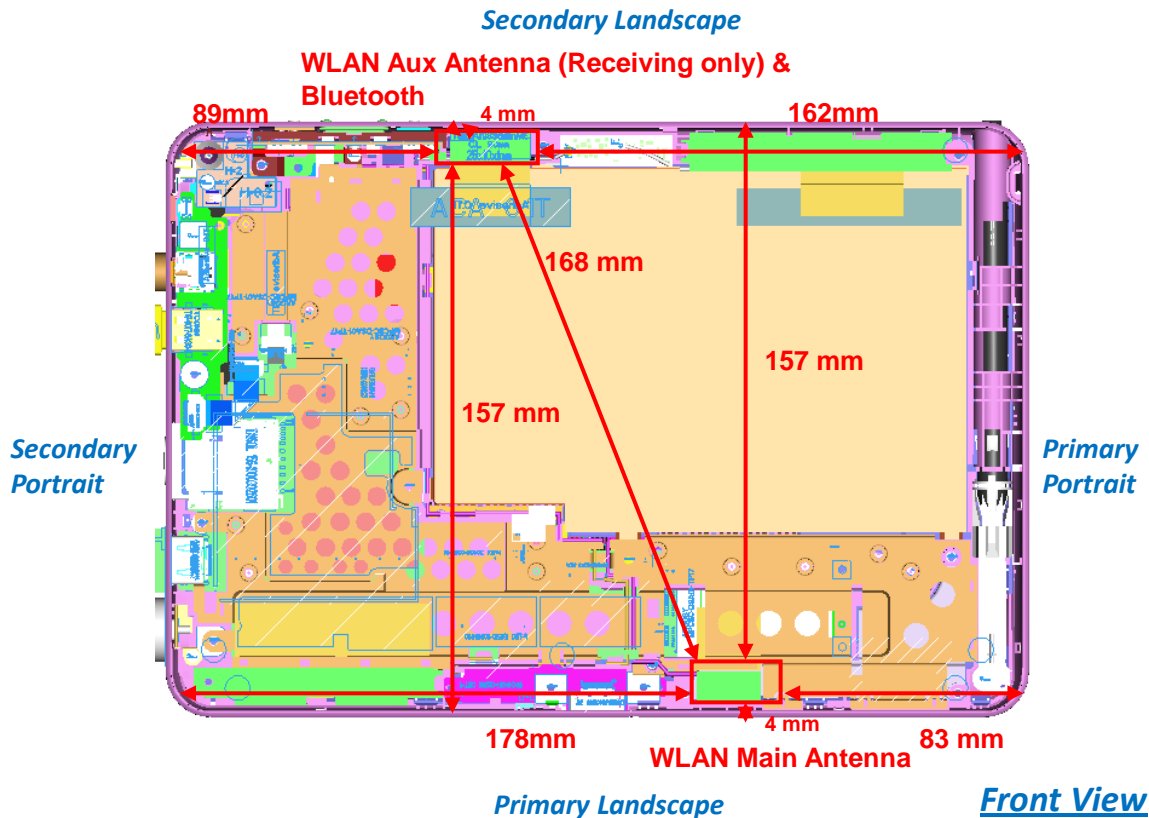 Secondary Landscape
WLAN Aux Antenna (Receiving only) &
Bluetooth
89mm
4 mm
162mm
168 mm
157 mm
157 mm
Secondary
Portrait
Primary
Portrait
178mm
4 mm
83 mm
WLAN Main Antenna
Primary Landscape
Front View